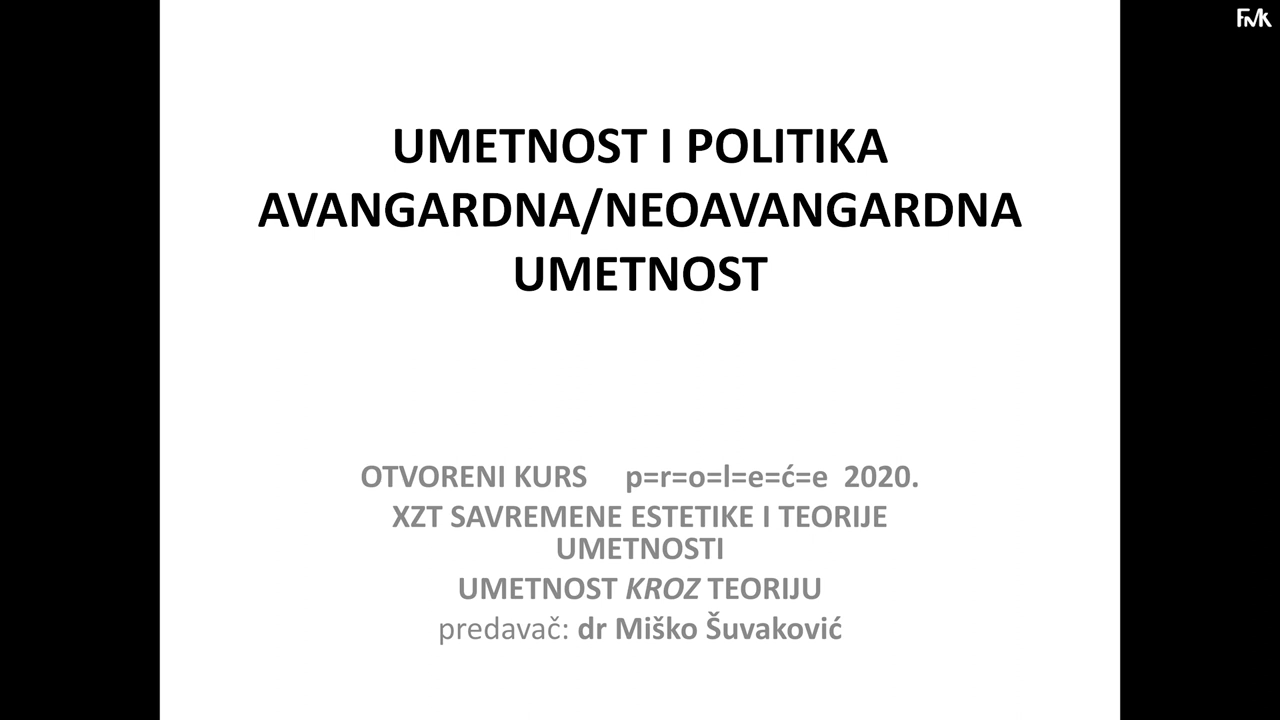 FMK
UMETNOST I POLITIKA
AVANGARDNA/NEOAVANGARDNA
UMETNOST
OTVORENI KURS p=r=o=l=e=ć=e 2020.
XZT SAVREMENE ESTETIKE I TEORIJE
UMETNOSTI
UMETNOST KROZ TEORIJU
predavač: dr Miško Šuvaković